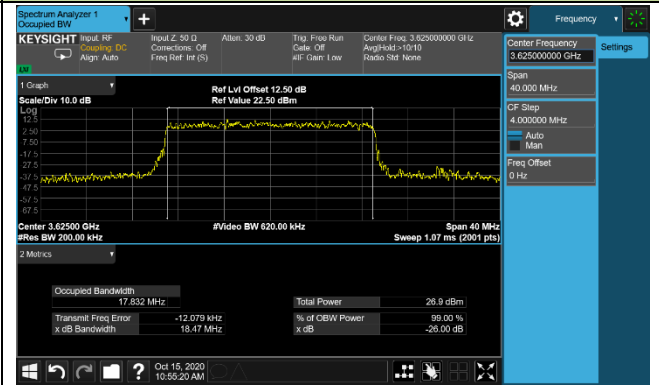 Spectrum Analyzer 1
Occupied BW
Frequency
KEYSIGHT
Input: RF
Coupling: DC
Align: Auto
Input Z: 50 Ω
Corrections: Off
Freq Ref: Int (S)
Atten: 30 dB
Trig: Free Run
Gate: Off
#IF Gain: Low
Center Freq: 3.625000000 GHz
Avg|Hold:>10/10
Radio Std: None
Center Frequency
3.625000000 GHz
Settings
Span
40.000 MHz
CF Step
4.000000 MHz
Auto
Man
Freq Offset
0 Hz
1 Graph
Scale/Div 10.0 dB
Ref Lvl Offset 12.50 dB
Ref Value 22.50 dBm
Log
12.5
2.50
-7.50
-17.5
-27.5
-37.5
-47.5
-57.5
-67.5
Center 3.62500 GHz
#Res BW 200.00 kHz
#Video BW 620.00 kHz
Span 40 MHz
Sweep 1.07 ms (2001 pts)
2 Metrics
Occupied Bandwidth
17.832 MHz
Total Power 26.9 dBm
Transmit Freq Error -12.079 kHz
% of OBW Power 99.00 %
x dB Bandwidth 18.47 MHz
x dB -26.00 dB
Oct 15, 2020
10:55:20 AM